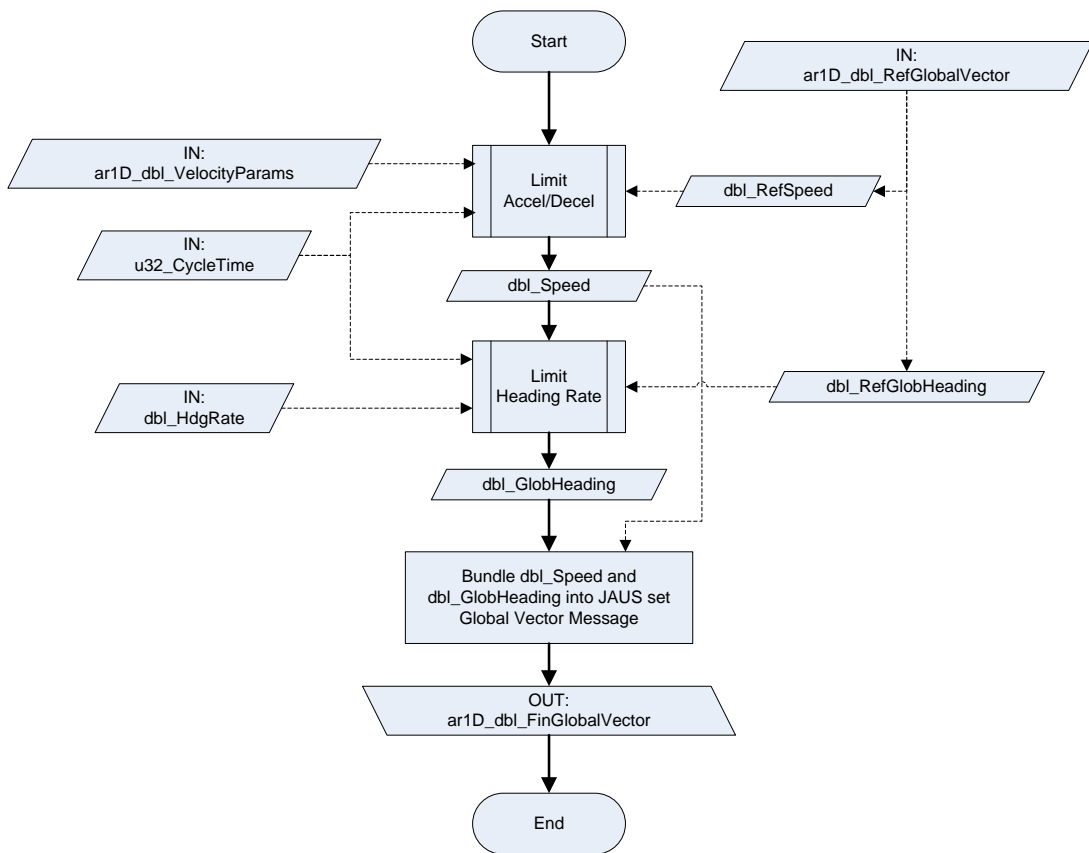 Start
IN:
ar1D_dbl_RefGlobalVector
IN:
ar1D_dbl_VelocityParams
Limit
Accel/Decel
dbl_RefSpeed
IN:
u32_CycleTime
dbl_Speed
Limit
Heading Rate
dbl_RefGlobHeading
IN:
dbl_HdgRate
dbl_GlobHeading
Bundle dbl_Speed and
dbl_GlobHeading into JAUS set
Global Vector Message
OUT:
ar1D_dbl_FinGlobalVector
End